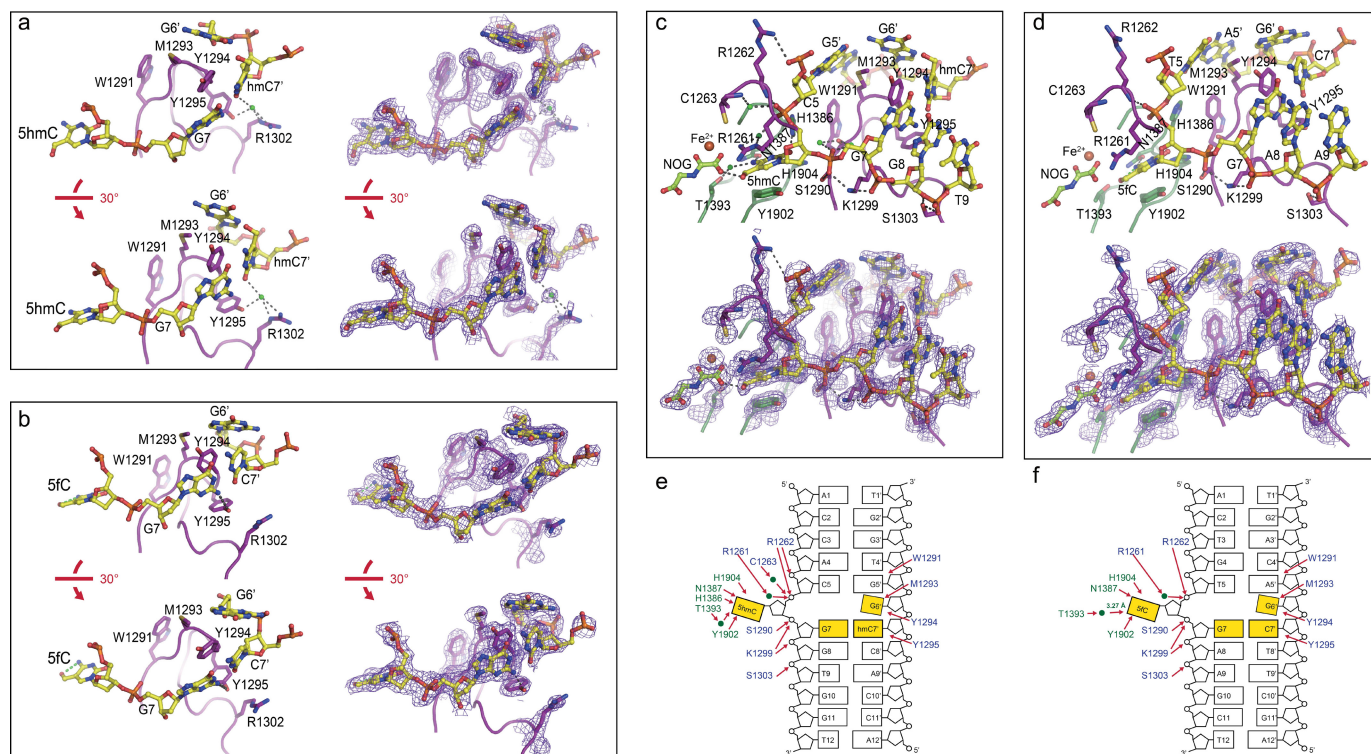 a
G6'
M1293
Y1294
W1291
hmC7'
Y1295
5hmC
G7
R1302
30°
30°
G6'
M1293
Y1294
W1291
hmC7'
5hmC
G7
Y1295
R1302
b
G6'
M1293
Y1294
W1291
5fC
C7'
G7
Y1295
R1302
30°
30°
G6'
M1293
Y1294
W1291
5fC
C7'
Y1295
G7
R1302
c
R1262
G6'
G5'
M1293
Y1294
hmC7'
W1291
C1263
C5
H1386
Y1295
Fe2+
R1261
N1387
G7
G8
NOG
5hmC
H1904
S1290
T9
T1393
K1299
Y1902
S1303
d
R1262
A5'
G6'
C7'
T5
M1293
Y1294
W1291
C1263
Y1295
H1386
R1261
N1387
Fe2+
G7
A8
A9
NOG
5fC
H1904
S1290
K1299
T1393
Y1902
S1303
e
5'
3'
A1
T1'
C2
G2'
C3
G3'
A4
T4'
C5
G5'
G6'
5hmC
G7
hmC7'
G8
C8'
T9
A9'
G10
C10'
G11
C11'
T12
A12'
3'
5'
R1262
R1261
C1263
H1904
N1387
H1386
T1393
Y1902
S1290
K1299
S1303
W1291
M1293
Y1294
Y1295
f
5'
3'
A1
T1'
C2
G2'
T3
A3'
G4
C4'
T5
A5'
G6'
5fC
G7
C7'
A8
T8'
A9
T9'
G10
C10'
C11
G11'
T12
A12'
3'
5'
R1262
R1261
H1904
N1387
T1393
3.27 Å
Y1902
S1290
K1299
S1303
W1291
M1293
Y1294
Y1295